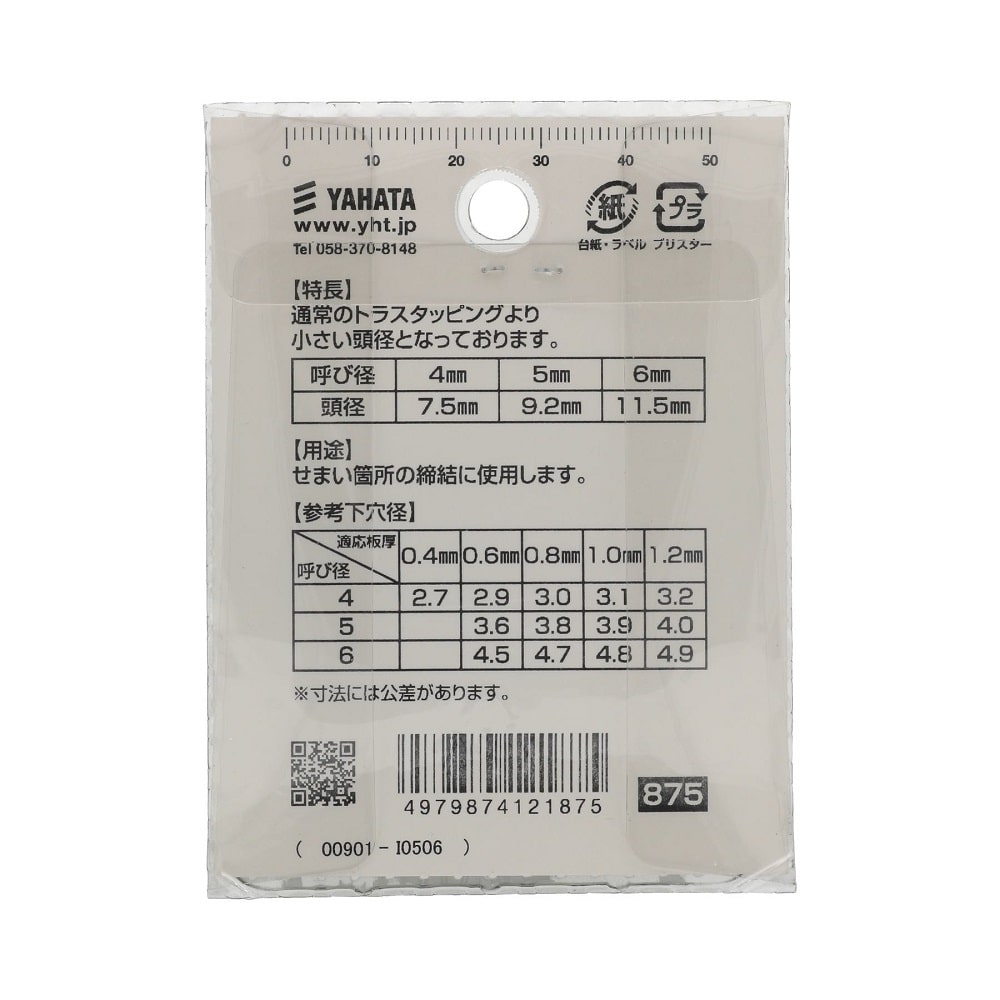 0 10 20 30 40 50
YAHATA
www.yht.jp
Tel 058-370-8148
紙 プラ
台紙・ラベル ブリスター
【特長】
通常のトラスタッピングより
小さい頭径となっております。
呼び径 4㎜ 5㎜ 6㎜
頭径 7.5㎜ 9.2㎜ 11.5㎜
【用途】
せまい箇所の締結に使用します。
【参考下穴径】
適応板厚 0.4㎜ 0.6㎜ 0.8㎜ 1.0㎜ 1.2㎜
呼び径
4 2.7 2.9 3.0 3.1 3.2
5 3.6 3.8 3.9 4.0
6 4.5 4.7 4.8 4.9
※寸法には公差があります。
4979874121875
875
( 00901-I0506 )